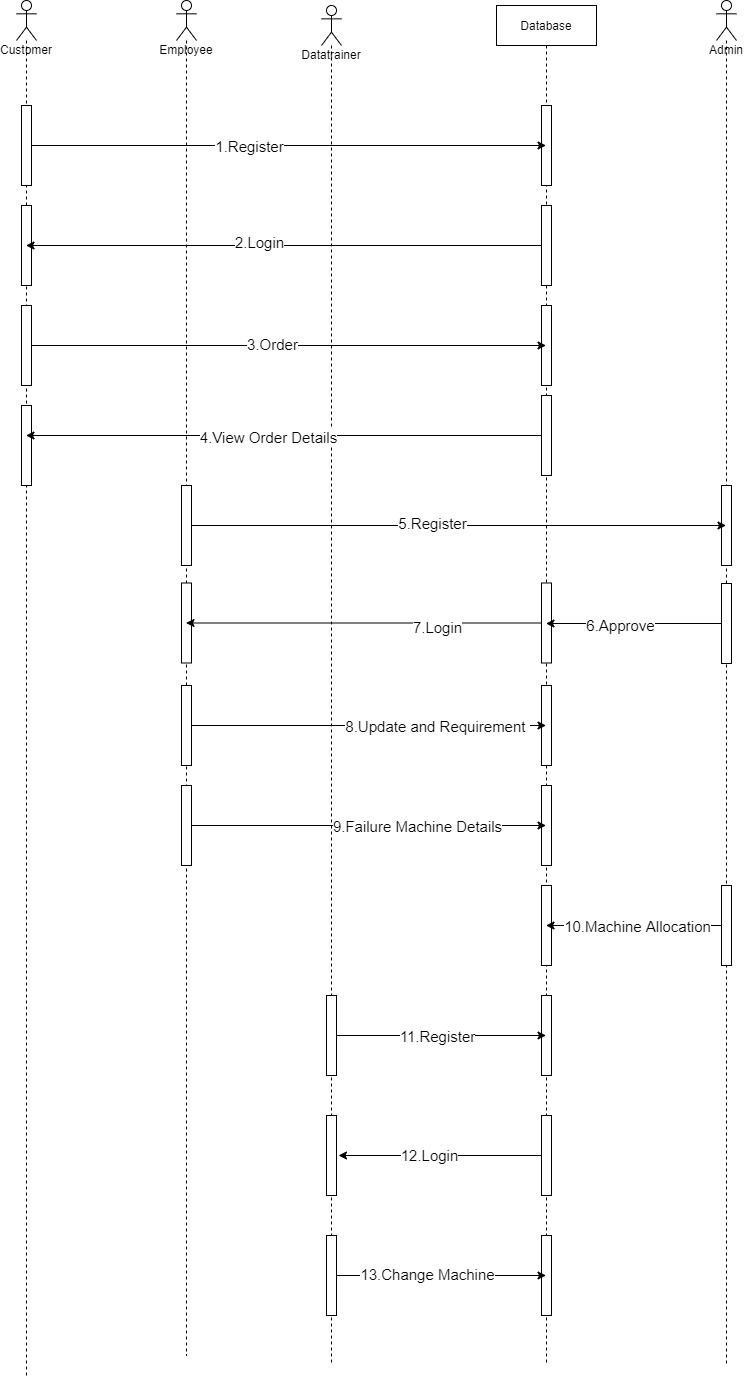 Customer
Employee
Datatrainer
Database
Admin
1.Register
2.Login
3.Order
4.View Order Details
5.Register
6.Approve
7.Login
8.Update and Requirement
9.Failure Machine Details
10.Machine Allocation
11.Register
12.Login
13.Change Machine